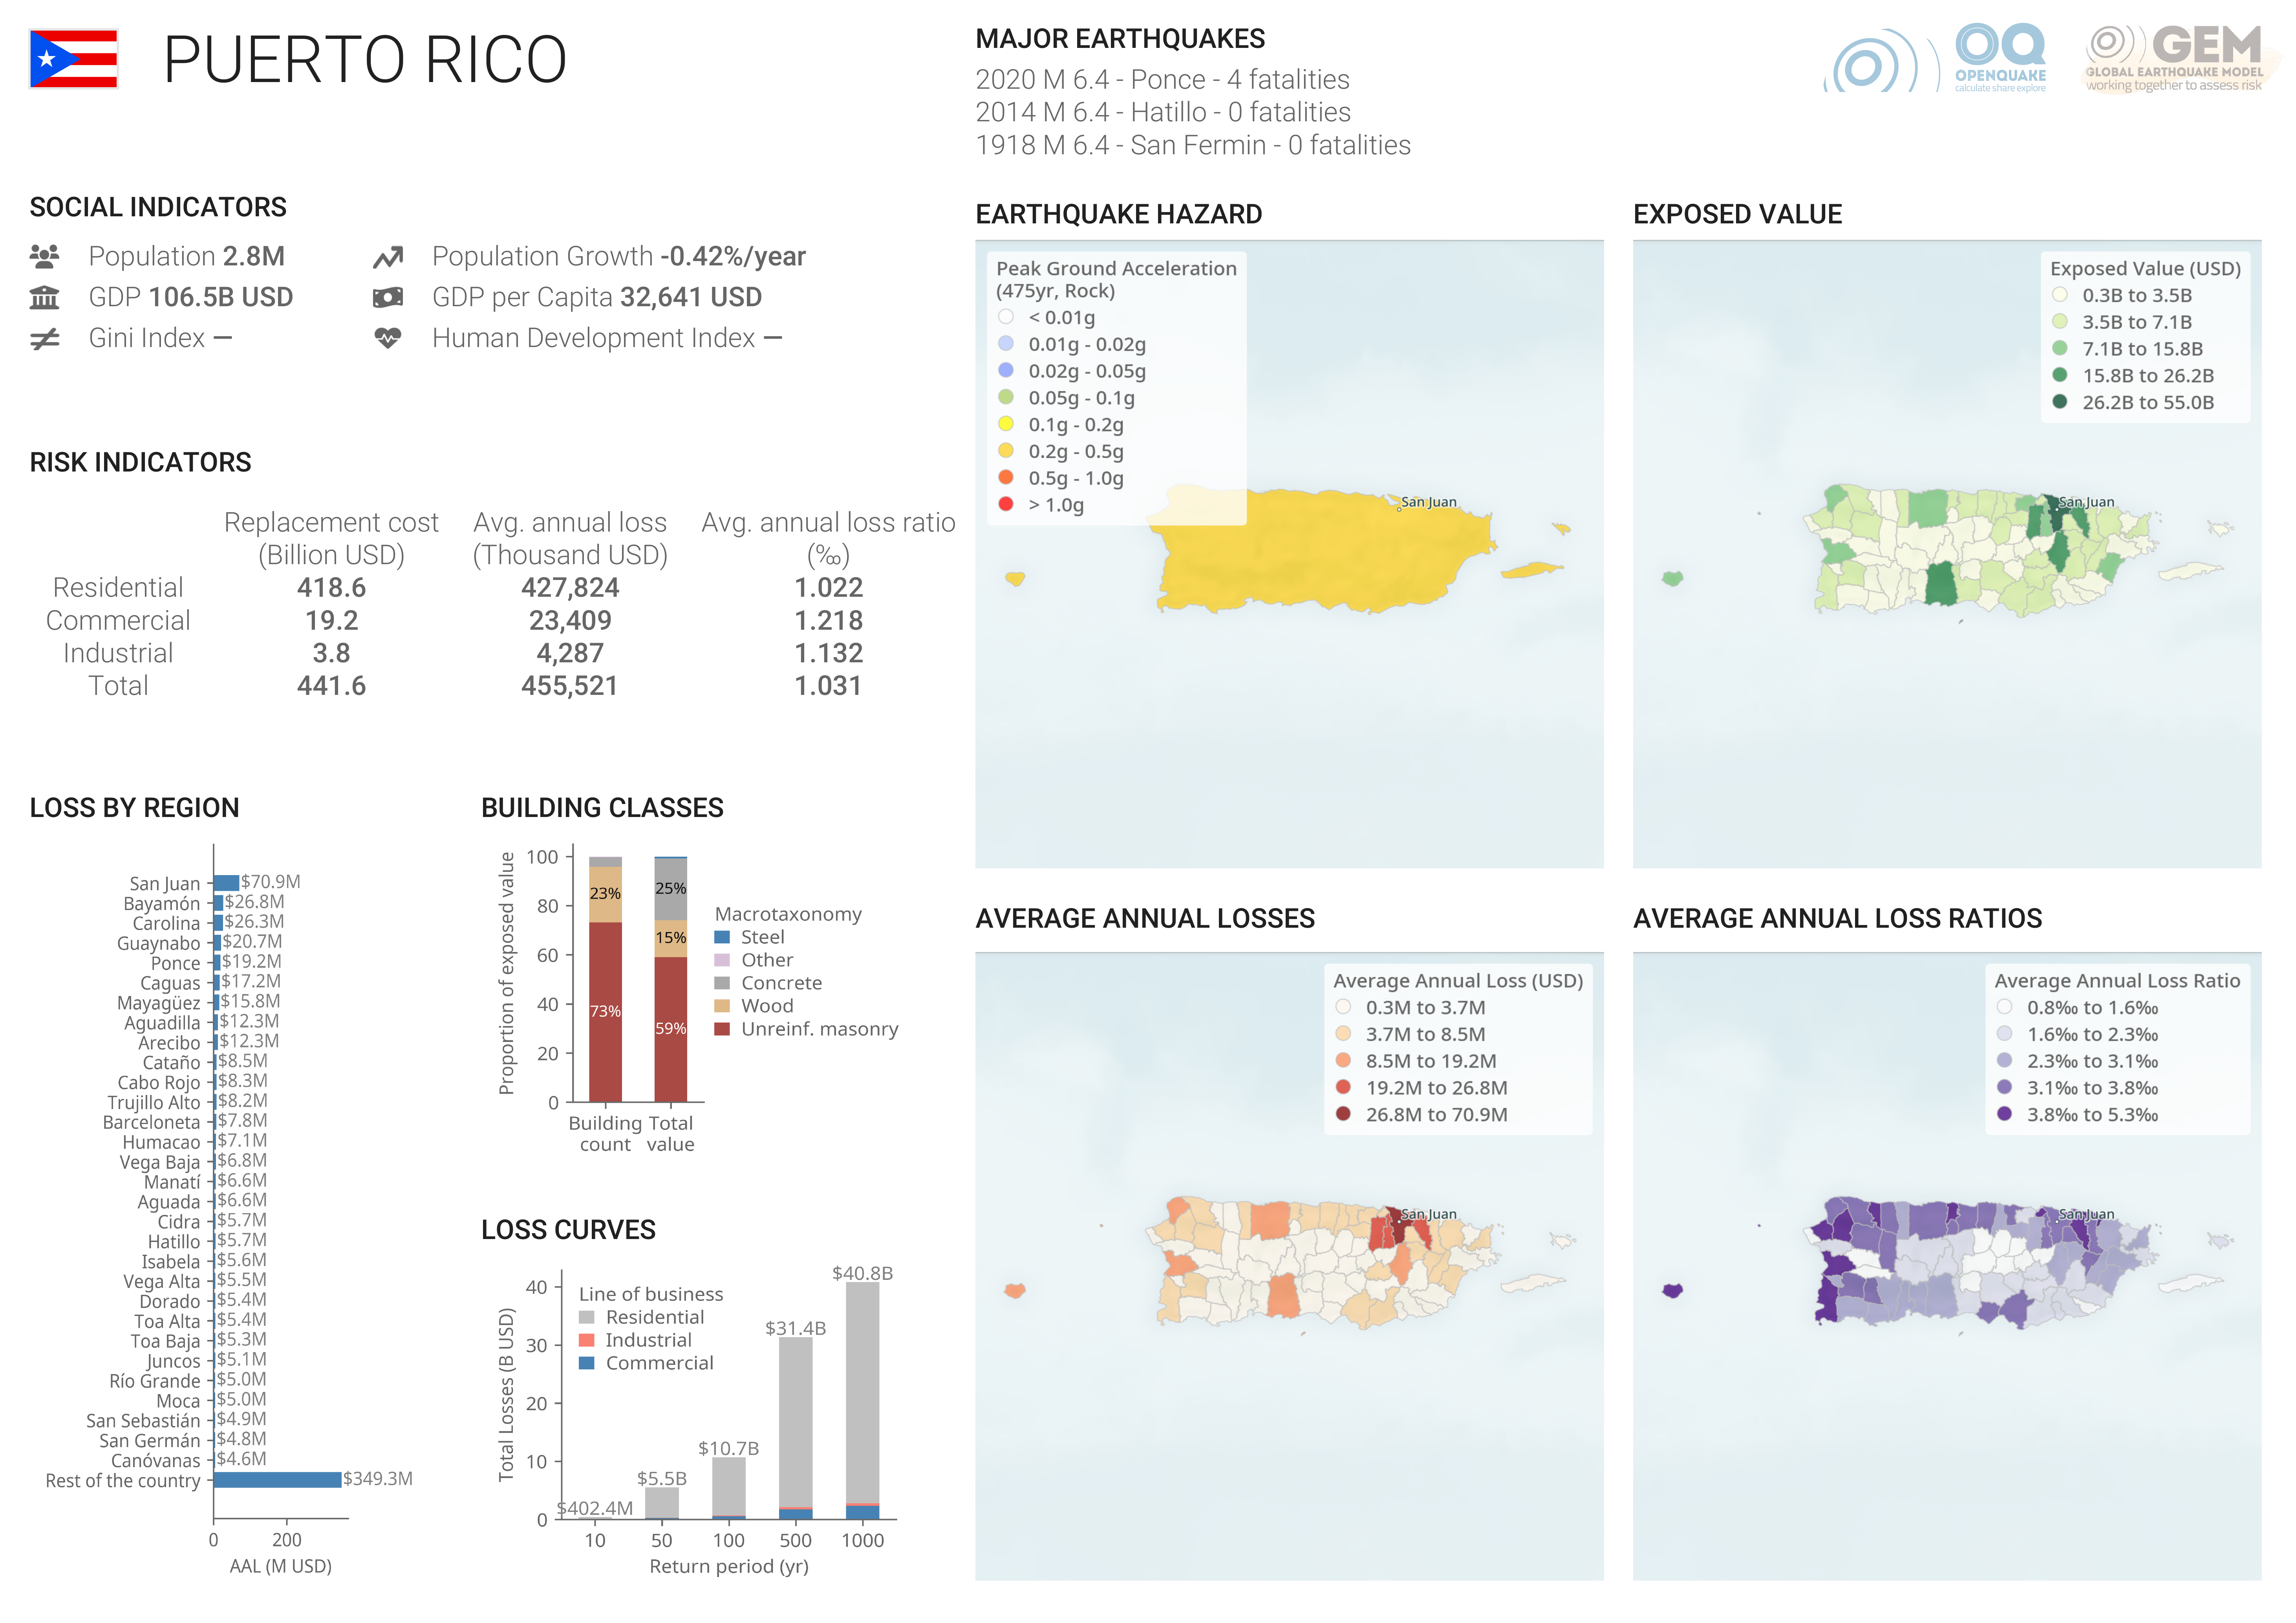 PUERTO RICO
SOCIAL INDICATORS
Population 2.8M
Population Growth -0.42%/year
GDP 106.5B USD
GDP per Capita 32,641 USD
Gini Index —
Human Development Index —
RISK INDICATORS
Replacement cost Avg. annual loss Avg. annual loss ratio
(Billion USD) (Thousand USD) (‰)
Residential 418.6 427,824 1.022
Commercial 19.2 23,409 1.218
Industrial 3.8 4,287 1.132
Total 441.6 455,521 1.031
LOSS BY REGION
San Juan $70.9M
Bayamón $26.8M
Carolina $26.3M
Guaynabo $20.7M
Ponce $19.2M
Caguas $17.2M
Mayagüez $15.8M
Aguadilla $12.3M
Arecibo $12.3M
Cataño $8.5M
Cabo Rojo $8.3M
Trujillo Alto $8.2M
Barceloneta $7.8M
Humacao $7.1M
Vega Baja $6.8M
Manatí $6.6M
Aguada $6.6M
Cidra $5.7M
Hatillo $5.7M
Isabela $5.6M
Vega Alta $5.5M
Dorado $5.4M
Toa Alta $5.4M
Toa Baja $5.3M
Juncos $5.1M
Río Grande $5.0M
Moca $5.0M
San Sebastián $4.9M
San Germán $4.8M
Canóvanas $4.6M
Rest of the country $349.3M
0 200
AAL (M USD)
BUILDING CLASSES
Proportion of exposed value
100
80
60
40
20
0
23%
73%
25%
15%
59%
Building count
Total value
Macrotaxonomy
Steel
Other
Concrete
Wood
Unreinf. masonry
LOSS CURVES
Total Losses (B USD)
40
30
20
10
0
Line of business
Residential
Industrial
Commercial
$402.4M
$5.5B
$10.7B
$31.4B
$40.8B
10 50 100 500 1000
Return period (yr)
MAJOR EARTHQUAKES
2020 M 6.4 - Ponce - 4 fatalities
2014 M 6.4 - Hatillo - 0 fatalities
1918 M 6.4 - San Fermin - 0 fatalities
OQ
OPENQUAKE
calculate share explore
GEM
GLOBAL EARTHQUAKE MODEL
working together to assess risk
EARTHQUAKE HAZARD
Peak Ground Acceleration
(475yr, Rock)
< 0.01g
0.01g - 0.02g
0.02g - 0.05g
0.05g - 0.1g
0.1g - 0.2g
0.2g - 0.5g
0.5g - 1.0g
> 1.0g
San Juan
EXPOSED VALUE
Exposed Value (USD)
0.3B to 3.5B
3.5B to 7.1B
7.1B to 15.8B
15.8B to 26.2B
26.2B to 55.0B
San Juan
AVERAGE ANNUAL LOSSES
Average Annual Loss (USD)
0.3M to 3.7M
3.7M to 8.5M
8.5M to 19.2M
19.2M to 26.8M
26.8M to 70.9M
San Juan
AVERAGE ANNUAL LOSS RATIOS
Average Annual Loss Ratio
0.8‰ to 1.6‰
1.6‰ to 2.3‰
2.3‰ to 3.1‰
3.1‰ to 3.8‰
3.8‰ to 5.3‰
San Juan